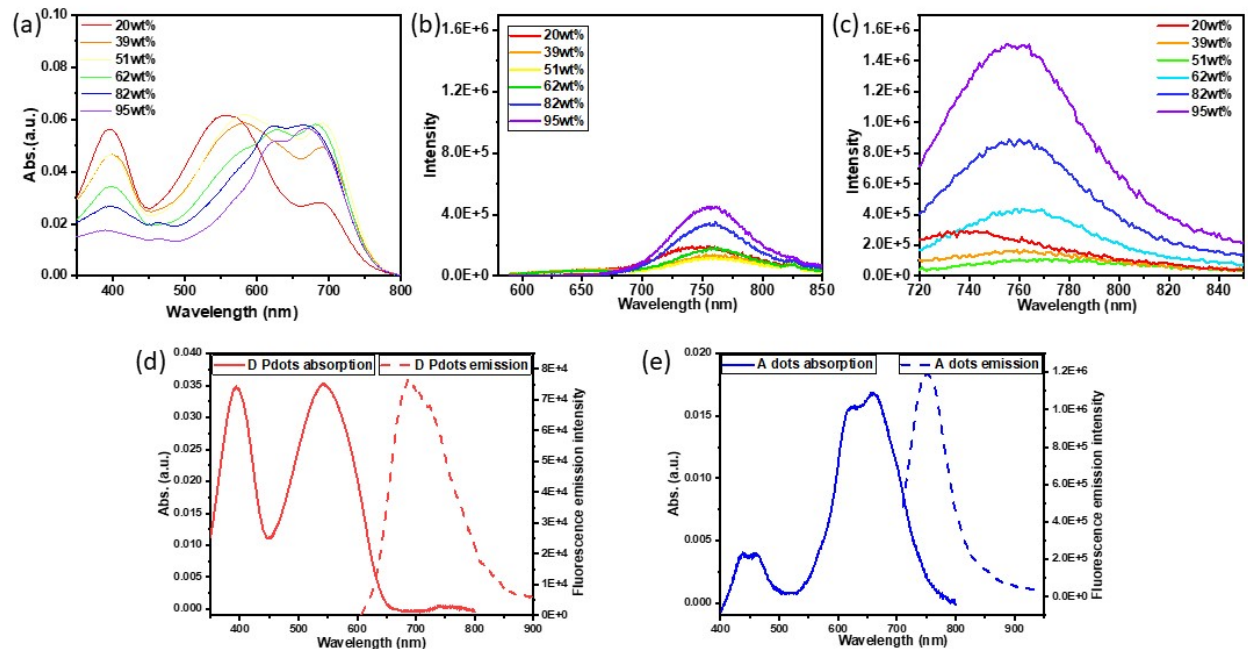 (a)
0.10
0.08
0.06
0.04
0.02
0.00
Abs.(a.u.)
20wt%
39wt%
51wt%
62wt%
82wt%
95wt%
400
500
600
700
800
Wavelength (nm)
(b)
1.6E+6
1.2E+6
8.0E+5
4.0E+5
0.0E+0
Intensity
20wt%
39wt%
51wt%
62wt%
82wt%
95wt%
600
650
700
750
800
850
Wavelength (nm)
(c)
1.6E+6
1.4E+6
1.2E+6
1.0E+6
8.0E+5
6.0E+5
4.0E+5
2.0E+5
0.0E+0
Intensity
20wt%
39wt%
51wt%
62wt%
82wt%
95wt%
720
740
760
780
800
820
840
Wavelength (nm)
(d)
0.040
0.035
0.030
0.025
0.020
0.015
0.010
0.005
0.000
Abs. (a.u.)
D Pdots absorption
D Pdots emission
8E+4
7E+4
6E+4
5E+4
4E+4
3E+4
2E+4
1E+4
0E+0
Fluorescence emission intensity
400
500
600
700
800
900
Wavelength (nm)
(e)
0.020
0.015
0.010
0.005
0.000
Abs. (a.u.)
A dots absorption
A dots emission
1.2E+6
1.0E+6
8.0E+5
6.0E+5
4.0E+5
2.0E+5
0.0E+0
Fluorescence emission intensity
400
500
600
700
800
900
Wavelength (nm)